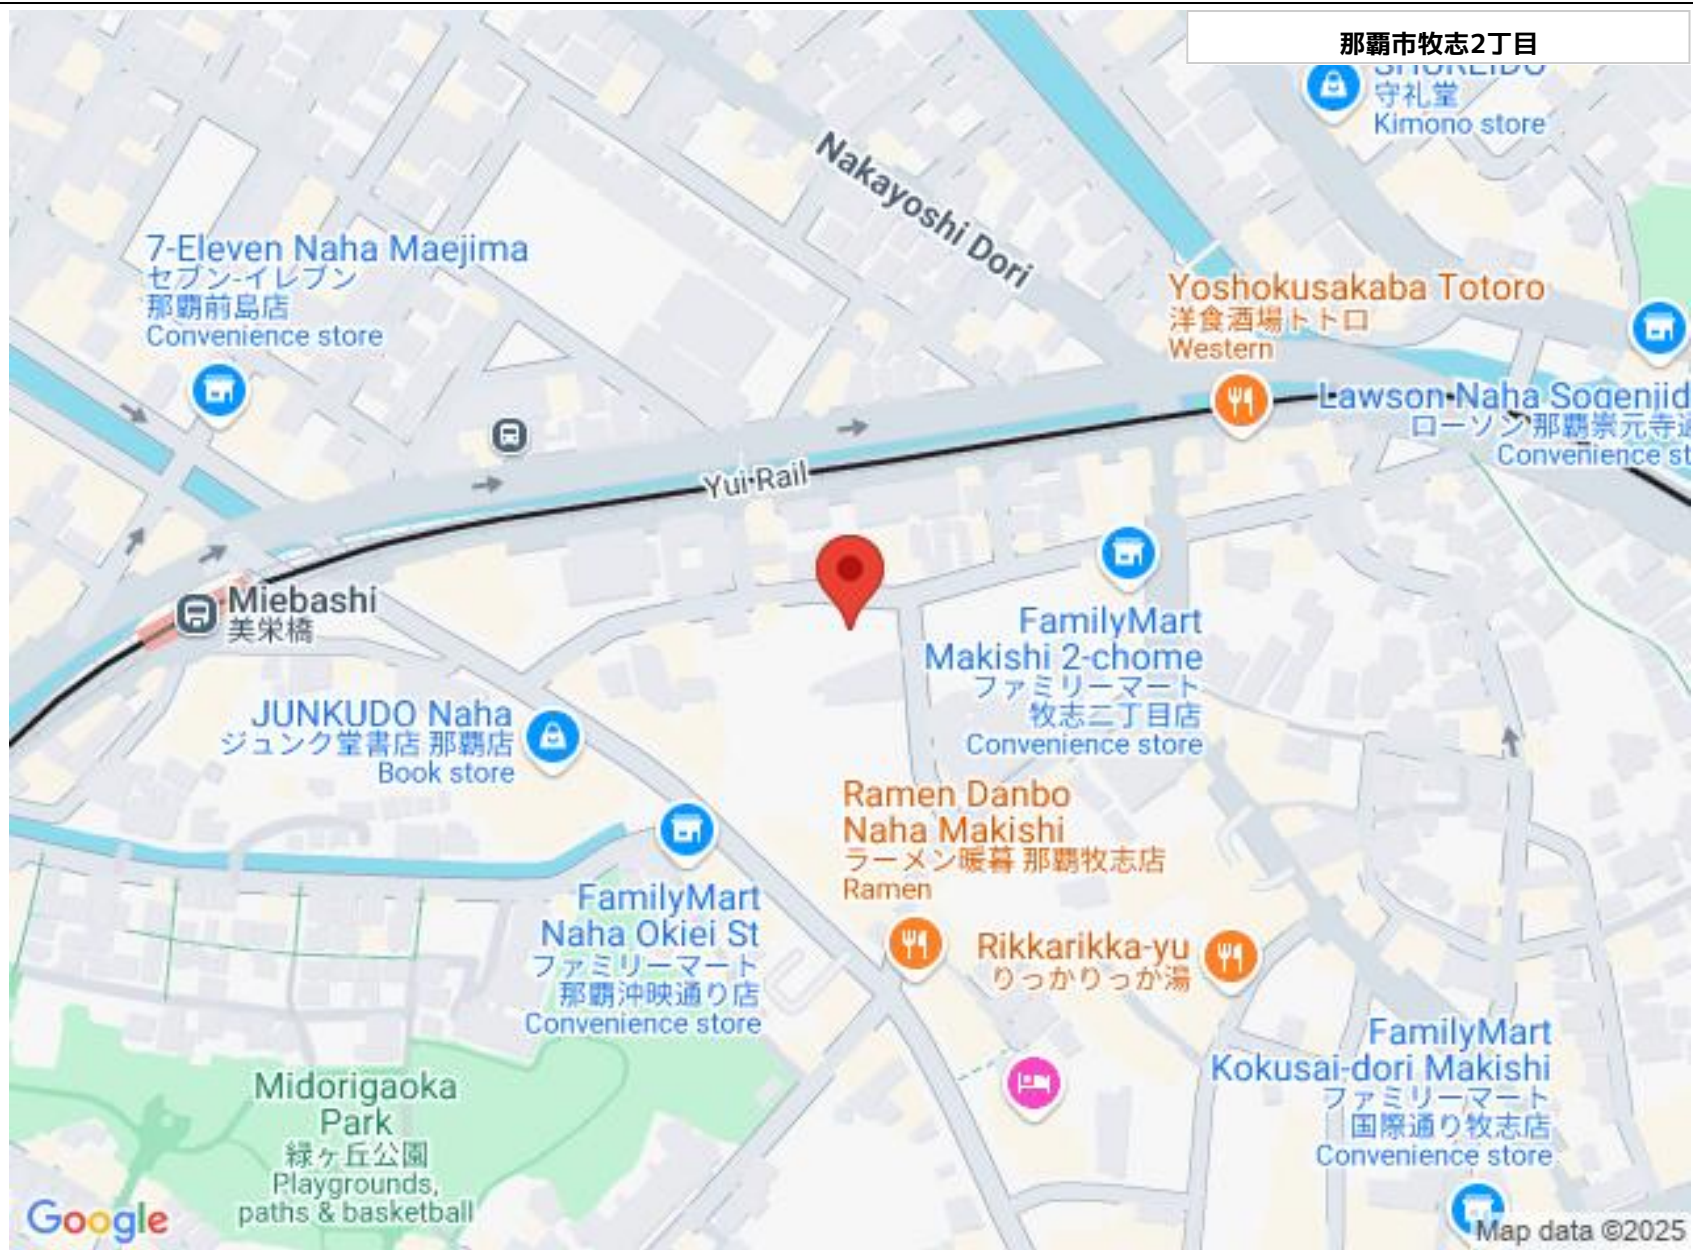 那覇市牧志2丁目
SHUREIDO
守礼堂
Kimono store
Nakayoshi Dori
7-Eleven Naha Maejima
セブン-イレブン
那覇前島店
Convenience store
Yoshokusakaba Totoro
洋食酒場トトロ
Western
Lawson Naha Sogenjid
ローソン 那覇崇元寺通
Convenience st
Yui Rail
Miebashi
美栄橋
FamilyMart
Makishi 2-chome
ファミリーマート
牧志二丁目店
Convenience store
JUNKUDO Naha
ジュンク堂書店 那覇店
Book store
Ramen Danbo
Naha Makishi
ラーメン暖暮 那覇牧志店
Ramen
FamilyMart
Naha Okiei St
ファミリーマート
那覇沖映通り店
Convenience store
Rikkarikka-yu
りっかりっか湯
FamilyMart
Kokusai-dori Makishi
ファミリーマート
国際通り牧志店
Convenience store
Midorigaoka
Park
緑ヶ丘公園
Playgrounds,
paths & basketball
Google
Map data ©2025